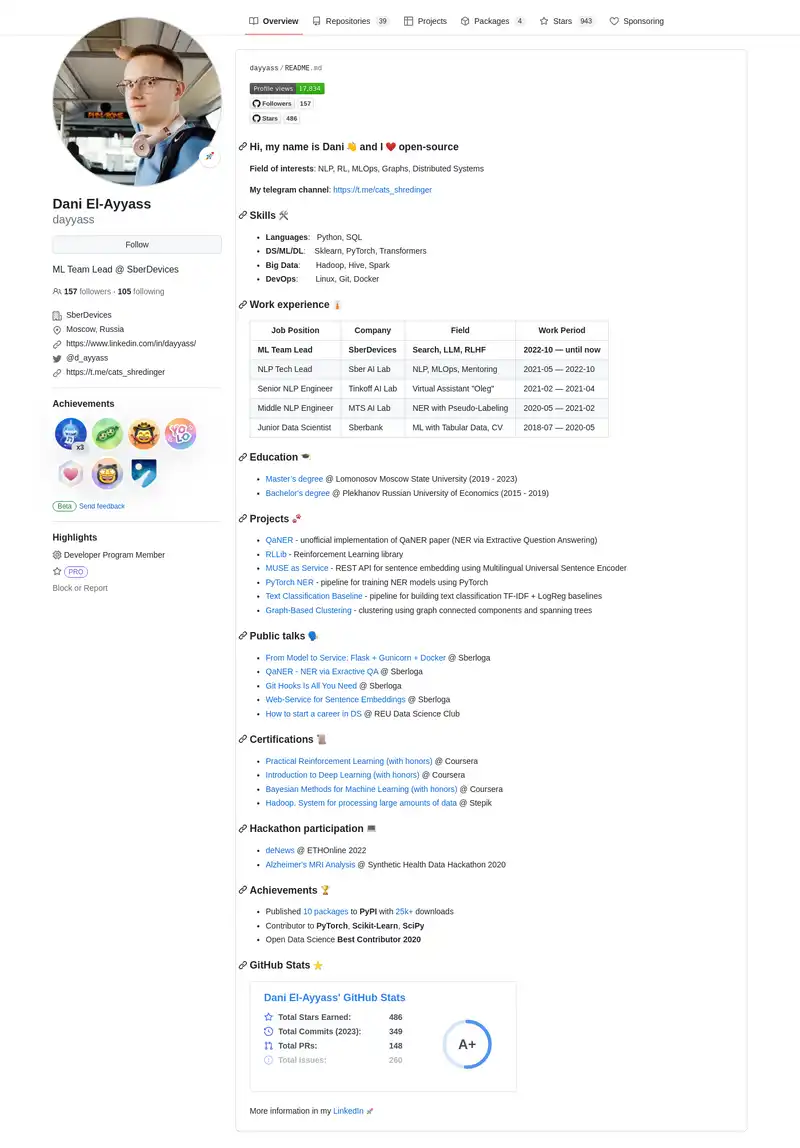 Overview Repositories 39 Projects Packages 4 Stars 943 Sponsoring
Dani El-Ayyass
dayyass
Follow
ML Team Lead @ SberDevices
157 followers · 105 following
SberDevices
Moscow, Russia
https://www.linkedin.com/in/dayyass/
@d_ayyass
https://t.me/cats_shredinger
Achievements
x3
YOLO
Beta Send feedback
Highlights
Developer Program Member
PRO
Block or Report
dayyass/README.md
Profile views 17,834
Followers 157
Stars 486
Hi, my name is Dani 👋 and I ❤️ open-source
Field of interests: NLP, RL, MLOps, Graphs, Distributed Systems
My telegram channel: https://t.me/cats_shredinger
Skills 🛠
• Languages: Python, SQL
• DS/ML/DL: Sklearn, PyTorch, Transformers
• Big Data: Hadoop, Hive, Spark
• DevOps: Linux, Git, Docker
Work experience 👔
Job Position Company Field Work Period
ML Team Lead SberDevices Search, LLM, RLHF 2022-10 — until now
NLP Tech Lead Sber AI Lab NLP, MLOps, Mentoring 2021-05 — 2022-10
Senior NLP Engineer Tinkoff AI Lab Virtual Assistant "Oleg" 2021-02 — 2021-04
Middle NLP Engineer MTS AI Lab NER with Pseudo-Labeling 2020-05 — 2021-02
Junior Data Scientist Sberbank ML with Tabular Data, CV 2018-07 — 2020-05
Education 🎓
• Master's degree @ Lomonosov Moscow State University (2019 - 2023)
• Bachelor's degree @ Plekhanov Russian University of Economics (2015 - 2019)
Projects
• QaNER - unofficial implementation of QaNER paper (NER via Extractive Question Answering)
• RLLib - Reinforcement Learning library
• MUSE as Service - REST API for sentence embedding using Multilingual Universal Sentence Encoder
• PyTorch NER - pipeline for training NER models using PyTorch
• Text Classification Baseline - pipeline for building text classification TF-IDF + LogReg baselines
• Graph-Based Clustering - clustering using graph connected components and spanning trees
Public talks 🗣
• From Model to Service: Flask + Gunicorn + Docker @ Sberloga
• QaNER - NER via Exractive QA @ Sberloga
• Git Hooks Is All You Need @ Sberloga
• Web-Service for Sentence Embeddings @ Sberloga
• How to start a career in DS @ REU Data Science Club
Certifications 📜
• Practical Reinforcement Learning (with honors) @ Coursera
• Introduction to Deep Learning (with honors) @ Coursera
• Bayesian Methods for Machine Learning (with honors) @ Coursera
• Hadoop. System for processing large amounts of data @ Stepik
Hackathon participation 💻
• deNews @ ETHOnline 2022
• Alzheimer's MRI Analysis @ Synthetic Health Data Hackathon 2020
Achievements 🏆
• Published 10 packages to PyPI with 25k+ downloads
• Contributor to PyTorch, Scikit-Learn, SciPy
• Open Data Science Best Contributor 2020
GitHub Stats ⭐
Dani El-Ayyass' GitHub Stats
Total Stars Earned: 486
Total Commits (2023): 349
Total PRs: 148
Total Issues: 260
A+
More information in my LinkedIn 🚀